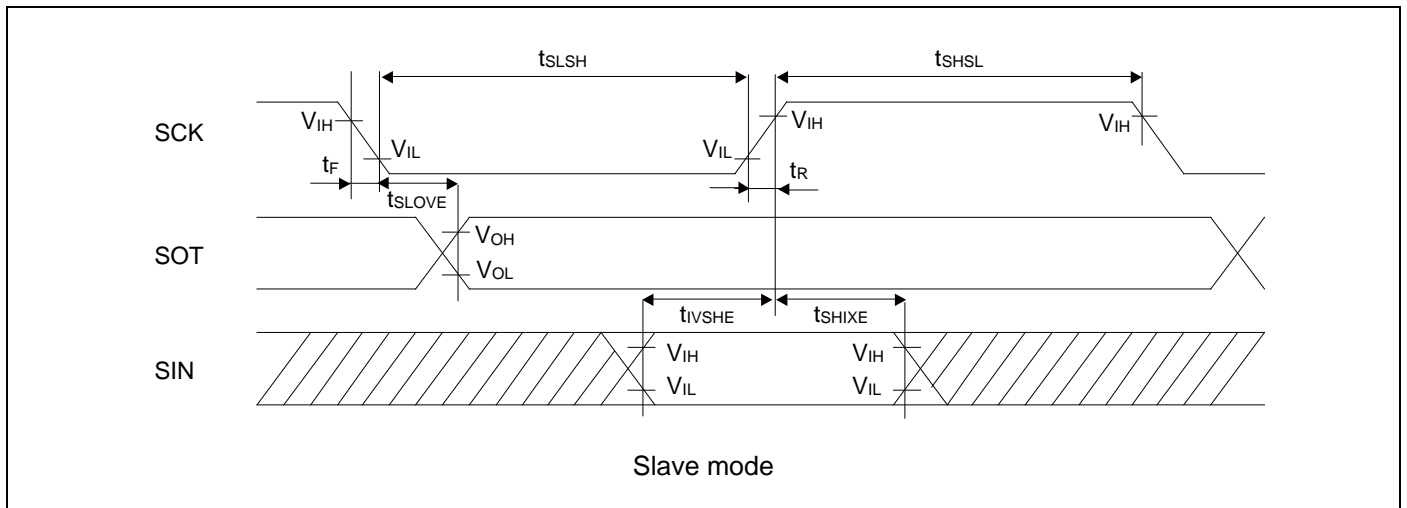 tSLSH
tSHSL
SCK
VIH
VIL
VIL
VIH
VIH
tF
tR
tSLOVE
SOT
VOH
VOL
tIVSHE
tSHIXE
SIN
VIH
VIH
VIL
VIL
Slave mode